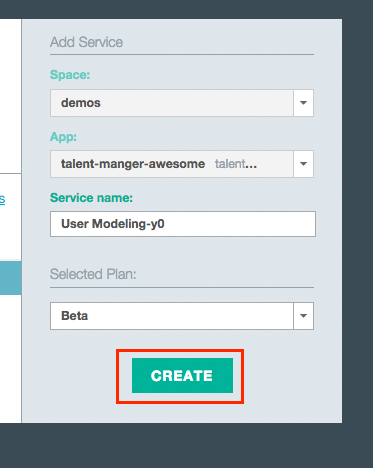 Add Service
Space:
demos
App:
talent-manger-awesome talent...
s
Service name:
User Modeling-y0
Selected Plan:
Beta
CREATE